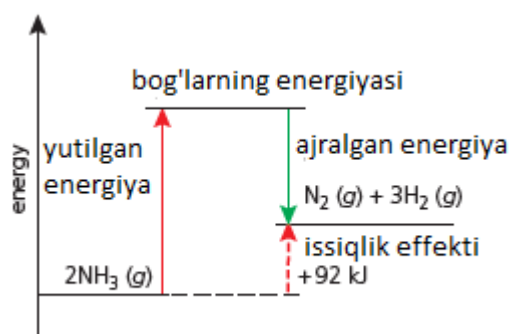 bog'larning energiyasi
yutilgan
energiya
ajralgan energiya
energy
N₂ (g) + 3H₂ (g)
issiqlik effekti
2NH₃ (g)
+92 kJ